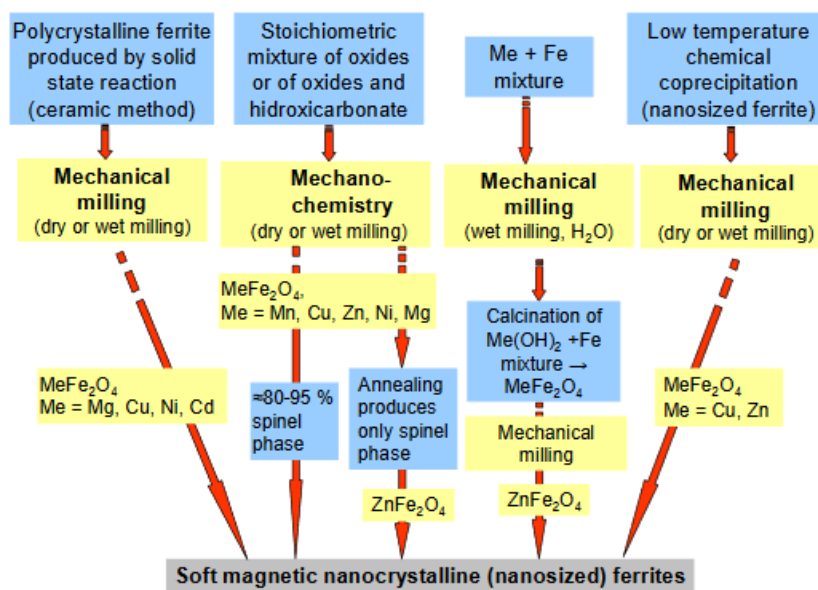 Polycrystalline ferrite
produced by solid
state reaction
(ceramic method)
Stoichiometric
mixture of oxides
or of oxides and
hidroxicarbonate
Me + Fe
mixture
Low temperature
chemical
coprecipitation
(nanosized ferrite)
Mechanical
milling
(dry or wet milling)
Mechano-
chemistry
(dry or wet milling)
Mechanical
milling
(wet milling, H₂O)
Mechanical
milling
(dry or wet milling)
MeFe₂O₄,
Me = Mn, Cu, Zn, Ni, Mg
Calcination of
Me(OH)₂ +Fe
mixture →
MeFe₂O₄
MeFe₂O₄
Me = Mg, Cu, Ni, Cd
≈80-95 %
spinel
phase
Annealing
produces
only spinel
phase
Mechanical
milling
MeFe₂O₄
Me = Cu, Zn
ZnFe₂O₄
ZnFe₂O₄
Soft magnetic nanocrystalline (nanosized) ferrites